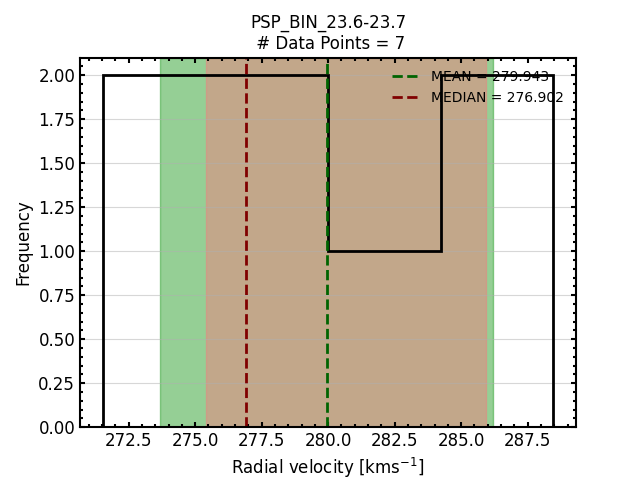 PSP_BIN_23.6-23.7
# Data Points = 7
MEAN = 279.943
MEDIAN = 276.902
2.00
1.75
1.50
1.25
1.00
0.75
0.50
0.25
0.00
Frequency
272.5 275.0 277.5 280.0 282.5 285.0 287.5
Radial velocity [kms⁻¹]